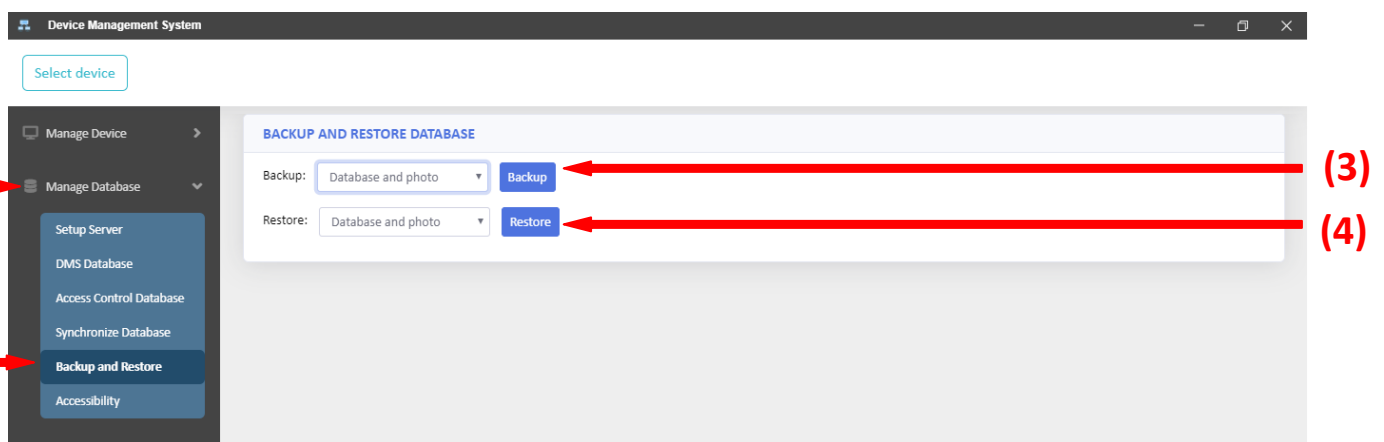 Device Management System
Select device
Manage Device
Manage Database
Setup Server
DMS Database
Access Control Database
Synchronize Database
Backup and Restore
Accessibility
BACKUP AND RESTORE DATABASE
Backup: Database and photo Backup
Restore: Database and photo Restore
(3)
(4)